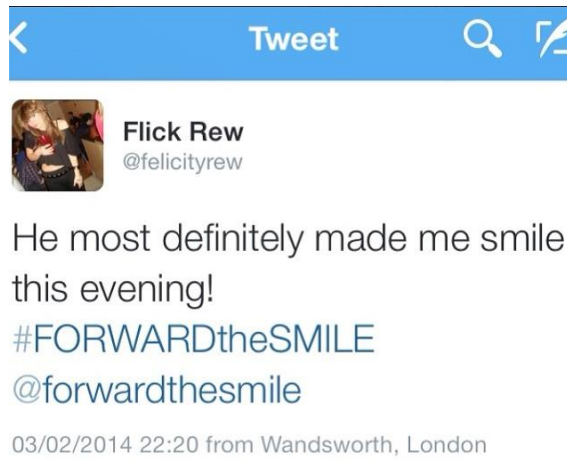 Tweet
Flick Rew
@felicityrew
He most definitely made me smile
this evening!
#FORWARDtheSMILE
@forwardthesmile
03/02/2014 22:20 from Wandsworth, London